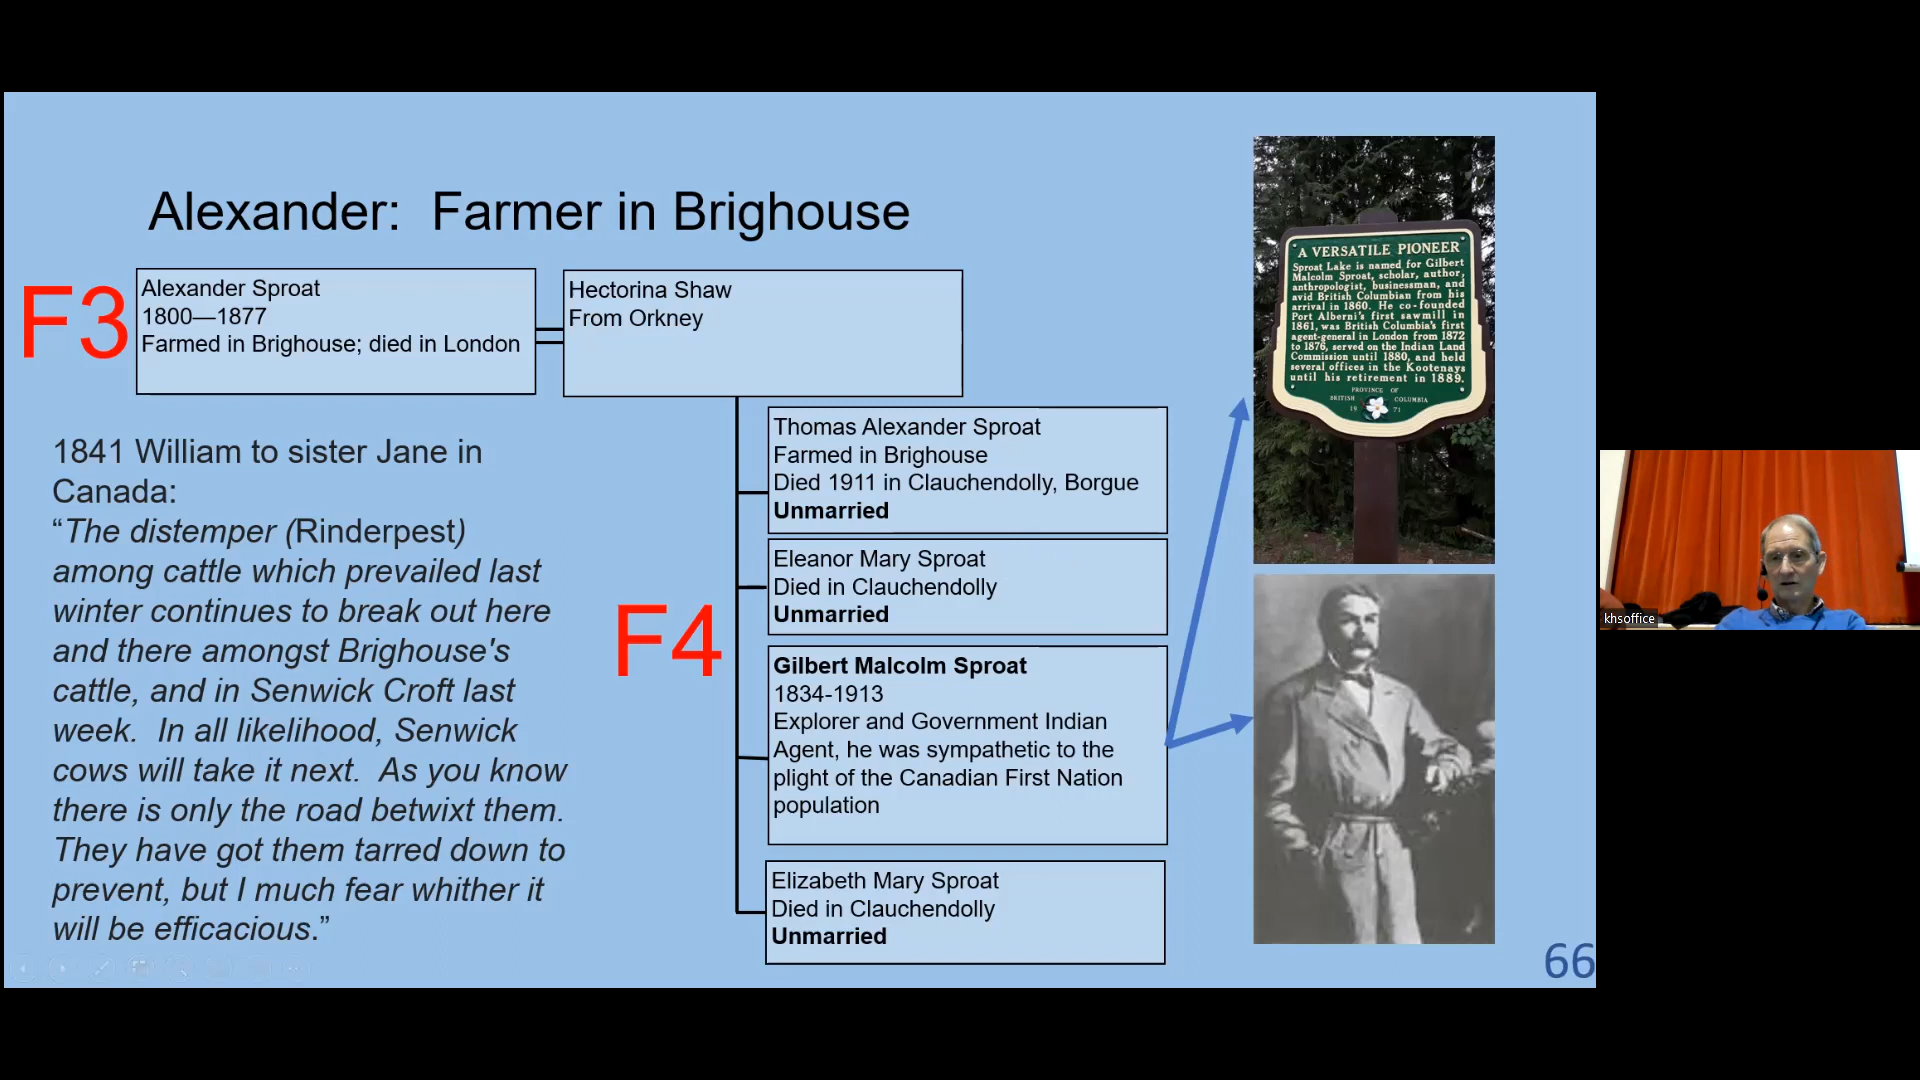 Alexander:  Farmer in Brighouse
F3
Alexander Sproat
1800—1877
Farmed in Brighouse; died in London
Hectorina Shaw
From Orkney
1841 William to sister Jane in
Canada:
“The distemper (Rinderpest)
among cattle which prevailed last
winter continues to break out here
and there amongst Brighouse's
cattle, and in Senwick Croft last
week.  In all likelihood, Senwick
cows will take it next.  As you know
there is only the road betwixt them.
They have got them tarred down to
prevent, but I much fear whither it
will be efficacious.”
F4
Thomas Alexander Sproat
Farmed in Brighouse
Died 1911 in Clauchendolly, Borgue
Unmarried
Eleanor Mary Sproat
Died in Clauchendolly
Unmarried
Gilbert Malcolm Sproat
1834-1913
Explorer and Government Indian
Agent, he was sympathetic to the
plight of the Canadian First Nation
population
Elizabeth Mary Sproat
Died in Clauchendolly
Unmarried
A VERSATILE PIONEER
Sproat Lake is named for Gilbert
Malcolm Sproat, scholar, author,
anthropologist, businessman, and
avid British Columbian from his
arrival in 1860. He co-founded
Port Alberni's first sawmill in
1861, was British Columbia's first
agent-general in London from 1872
to 1876, served on the Indian Land
Commission until 1880, and held
several offices in the Kootenays
until his retirement in 1889.
PROVINCE OF
BRITISH COLUMBIA
19 71
66
khsoffice